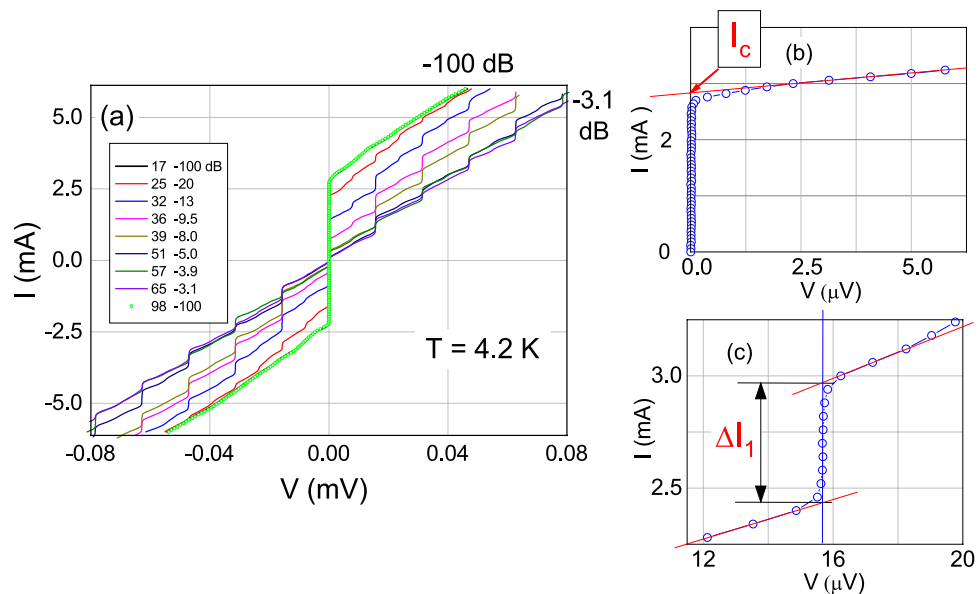 -100 dB
(a)
-3.1
dB
5.0
2.5
0.0
-2.5
-5.0
I (mA)
17 -100 dB
25 -20
32 -13
36 -9.5
39 -8.0
51 -5.0
57 -3.9
65 -3.1
98 -100
T = 4.2 K
-0.08 -0.04 0.00 0.04 0.08
V (mV)
Ic
(b)
I (mA)
2
0
0.0 2.5 5.0
V (μV)
(c)
I (mA)
3.0
2.5
ΔI1
12 16 20
V (μV)